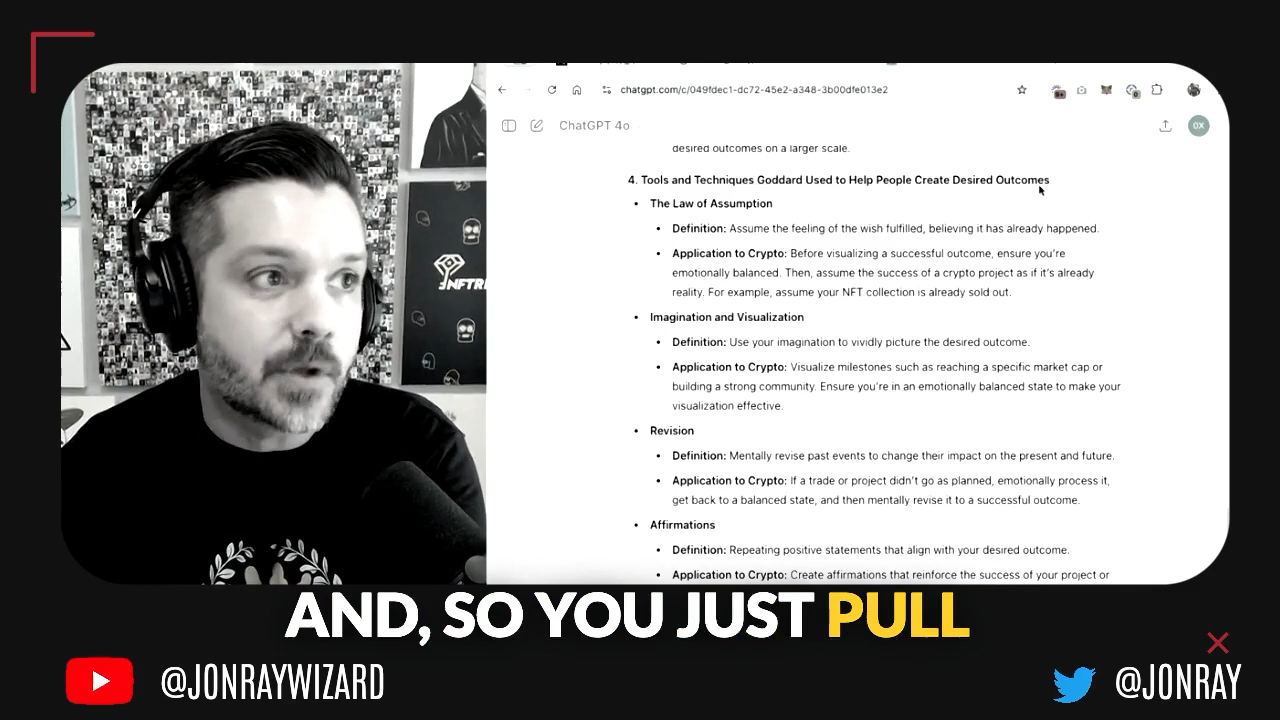 chatgpt.com/c/049fdec1-dc72-45e2-a348-3b00dfe013e2
ChatGPT 4o
OX
desired outcomes on a larger scale.
4. Tools and Techniques Goddard Used to Help People Create Desired Outcomes
• The Law of Assumption
• Definition: Assume the feeling of the wish fulfilled, believing it has already happened.
• Application to Crypto: Before visualizing a successful outcome, ensure you're
emotionally balanced. Then, assume the success of a crypto project as if it's already
reality. For example, assume your NFT collection is already sold out.
• Imagination and Visualization
• Definition: Use your imagination to vividly picture the desired outcome.
• Application to Crypto: Visualize milestones such as reaching a specific market cap or
building a strong community. Ensure you're in an emotionally balanced state to make your
visualization effective.
• Revision
• Definition: Mentally revise past events to change their impact on the present and future.
• Application to Crypto: If a trade or project didn't go as planned, emotionally process it,
get back to a balanced state, and then mentally revise it to a successful outcome.
• Affirmations
• Definition: Repeating positive statements that align with your desired outcome.
• Application to Crypto: Create affirmations that reinforce the success of your project or
AND, SO YOU JUST PULL
@JONRAYWIZARD
@JONRAY